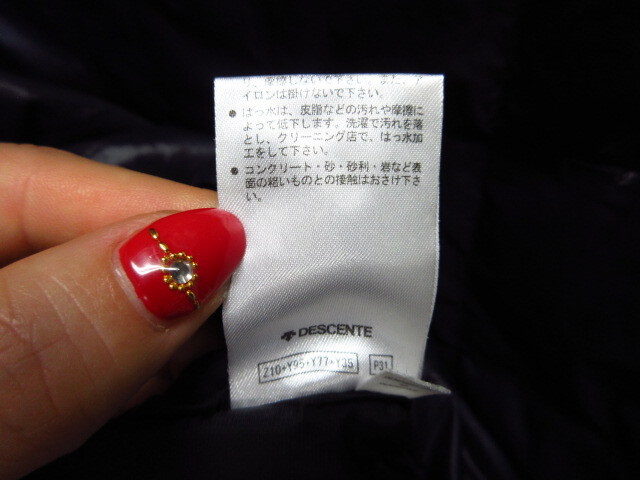 い。また、ア
イロンは掛けないで下さい。
● はっ水は、皮脂などの汚れや摩擦に
よって低下します。洗濯で汚れを落
とし、クリーニング店で、はっ水加
工をして下さい。
● コンクリート・砂・砂利・岩など表
面の粗いものとの接触はおさけ下さ
い。
DESCENTE
Z10+Y95+Y77+Y35 P31